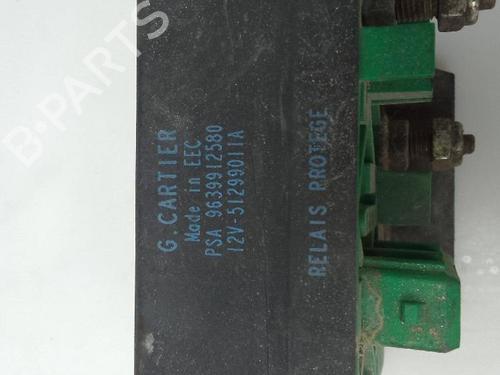 G. CARTIER
Made in EEC
PSA 9639912580
12V-51299011A
RELAIS PROTEGE
B-PARTS